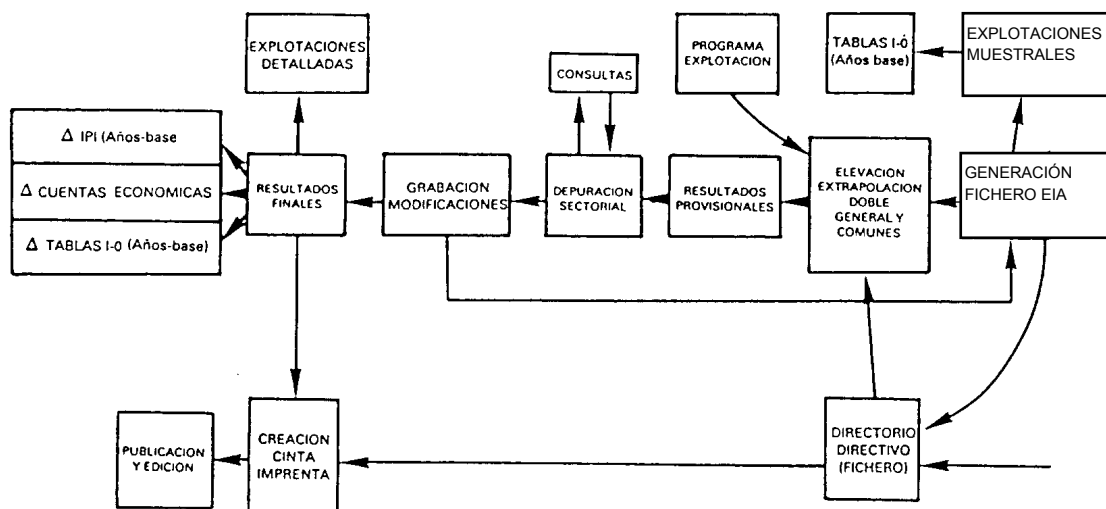 EXPLOTACIONES
DETALLADAS
CONSULTAS
PROGRAMA
EXPLOTACION
TABLAS I-Ó
(Años base)
EXPLOTACIONES
MUESTRALES
Δ IPI (Años-base
Δ CUENTAS ECONOMICAS
Δ TABLAS I-0 (Años-base)
RESULTADOS
FINALES
GRABACION
MODIFICACIONES
DEPURACION
SECTORIAL
RESULTADOS
PROVISIONALES
ELEVACION
EXTRAPOLACION
DOBLE
GENERAL Y
COMUNES
GENERACIÓN
FICHERO EIA
PUBLICACION
Y EDICION
CREACION
CINTA
IMPRENTA
DIRECTORIO
DIRECTIVO
(FICHERO)